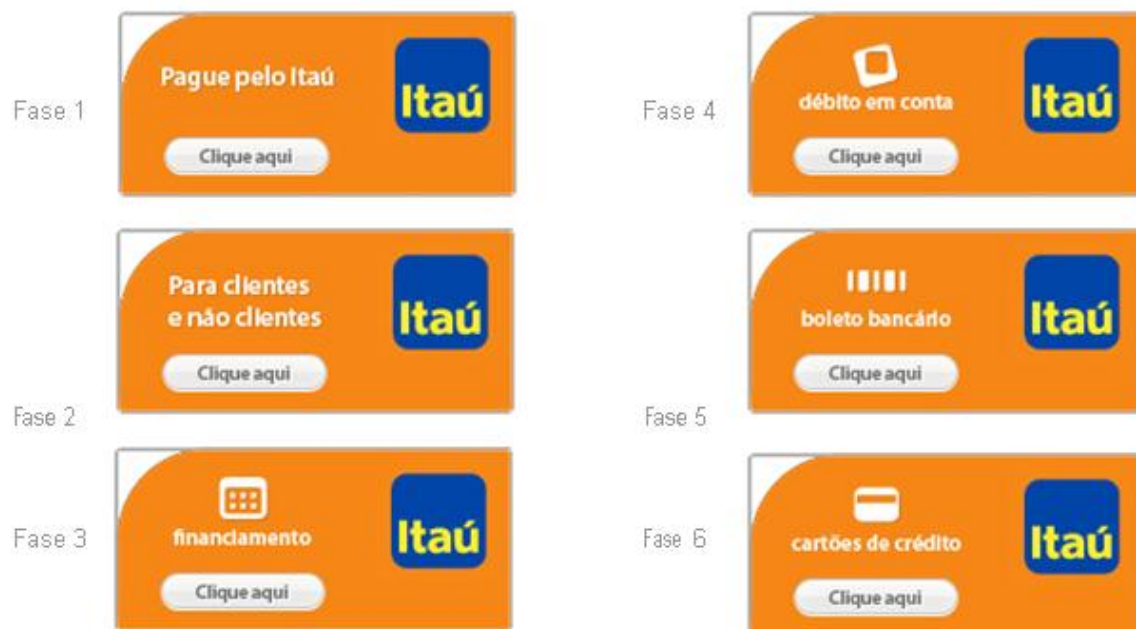 Fase 1
Pague pelo Itaú
Clique aqui
Itaú
Fase 2
Para clientes
e não clientes
Clique aqui
Itaú
Fase 3
financiamento
Clique aqui
Itaú
Fase 4
débito em conta
Clique aqui
Itaú
Fase 5
boleto bancário
Clique aqui
Itaú
Fase 6
cartões de crédito
Clique aqui
Itaú